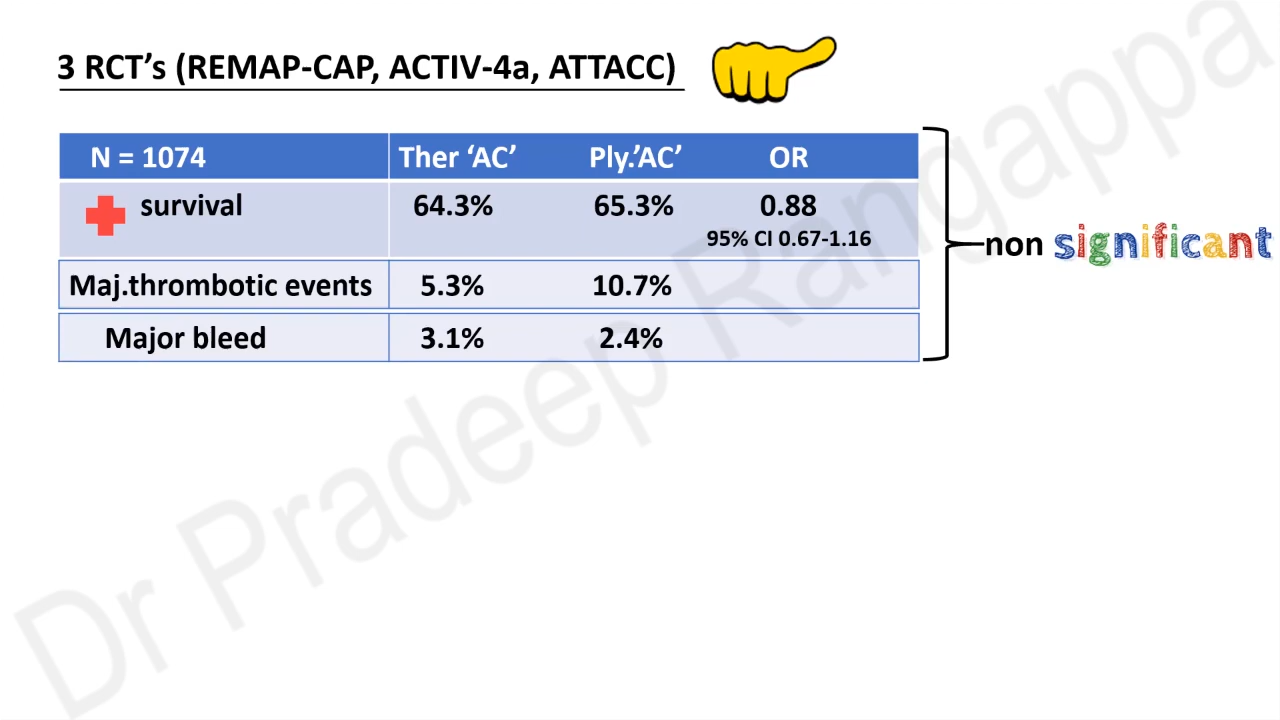 3 RCT’s (REMAP-CAP, ACTIV-4a, ATTACC)
N = 1074 Ther ‘AC’ Ply.’AC’ OR
survival 64.3% 65.3% 0.88
95% CI 0.67-1.16
non significant
Maj.thrombotic events 5.3% 10.7%
Major bleed 3.1% 2.4%
Dr Pradeep Rangappa